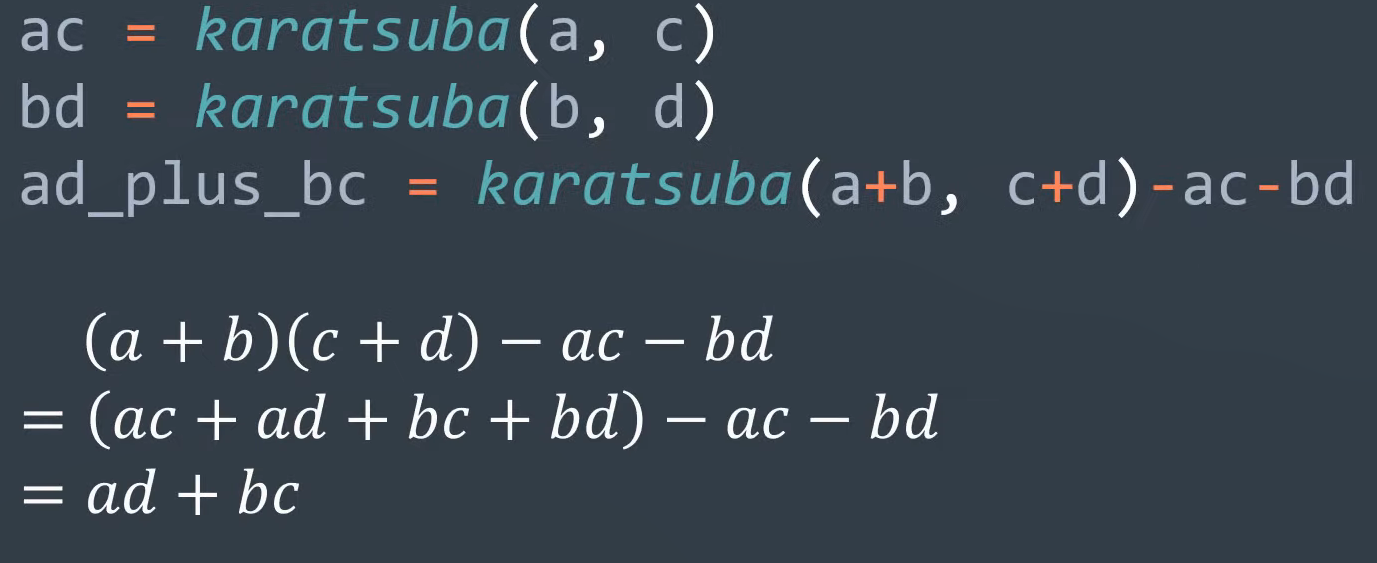 ac = karatsuba(a, c)
bd = karatsuba(b, d)
ad_plus_bc = karatsuba(a+b, c+d)-ac-bd
(a + b)(c + d) − ac − bd
= (ac + ad + bc + bd) − ac − bd
= ad + bc